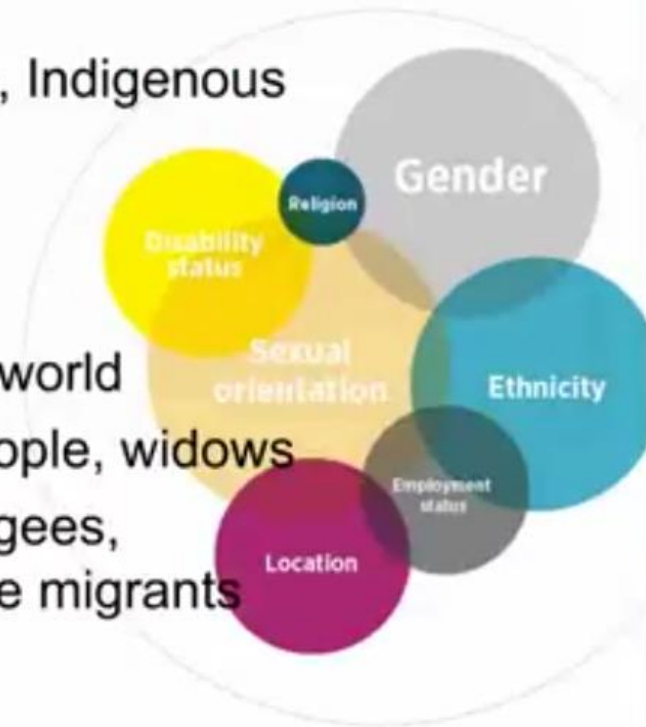 , Indigenous
Gender
Religion
Disability
status
Sexual
orientation
world
Ethnicity
ople, widows
Employment
status
gees,
Location
e migrants